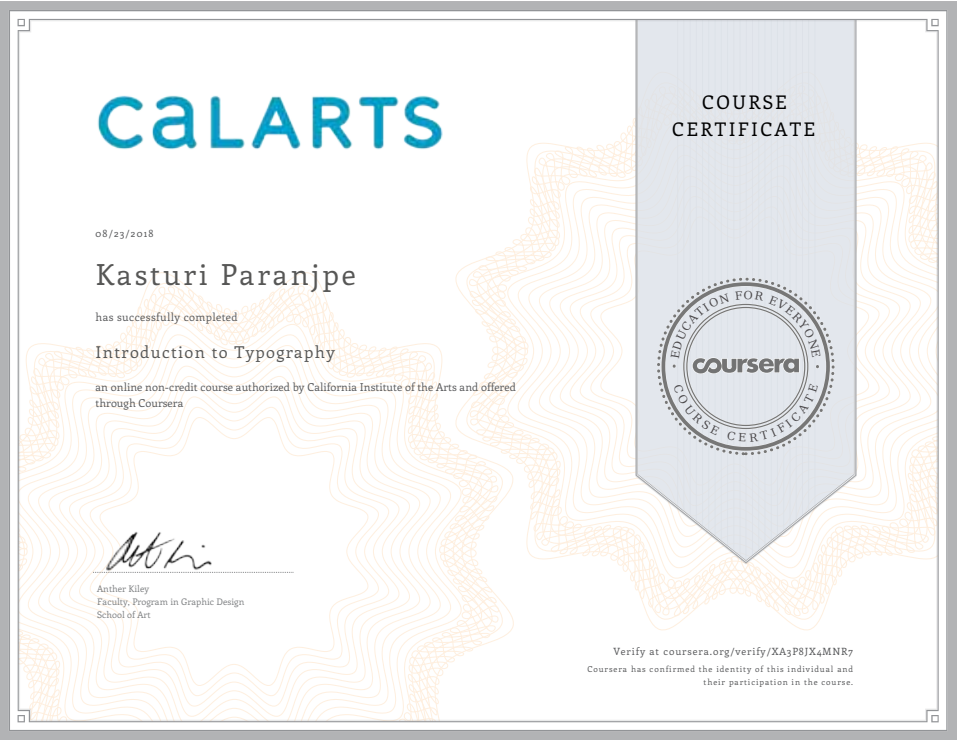 CaLARTS
COURSE
CERTIFICATE
08/23/2018
Kasturi Paranjpe
has successfully completed
Introduction to Typography
an online non-credit course authorized by California Institute of the Arts and offered
through Coursera
EDUCATION FOR EVERYONE
coursera
COURSE CERTIFICATE
Anther Kiley
Faculty, Program in Graphic Design
School of Art
Verify at coursera.org/verify/XA3P8JX4MNR7
Coursera has confirmed the identity of this individual and
their participation in the course.